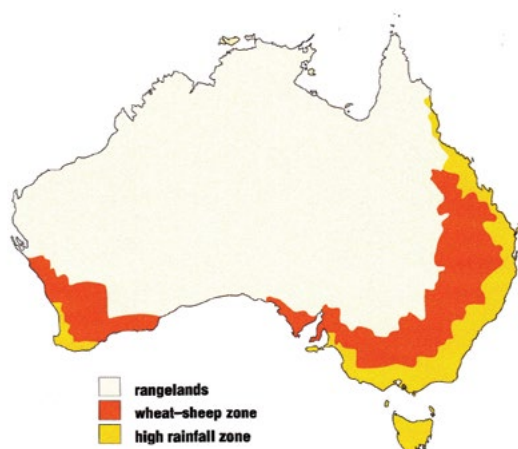 rangelands
wheat–sheep zone
high rainfall zone